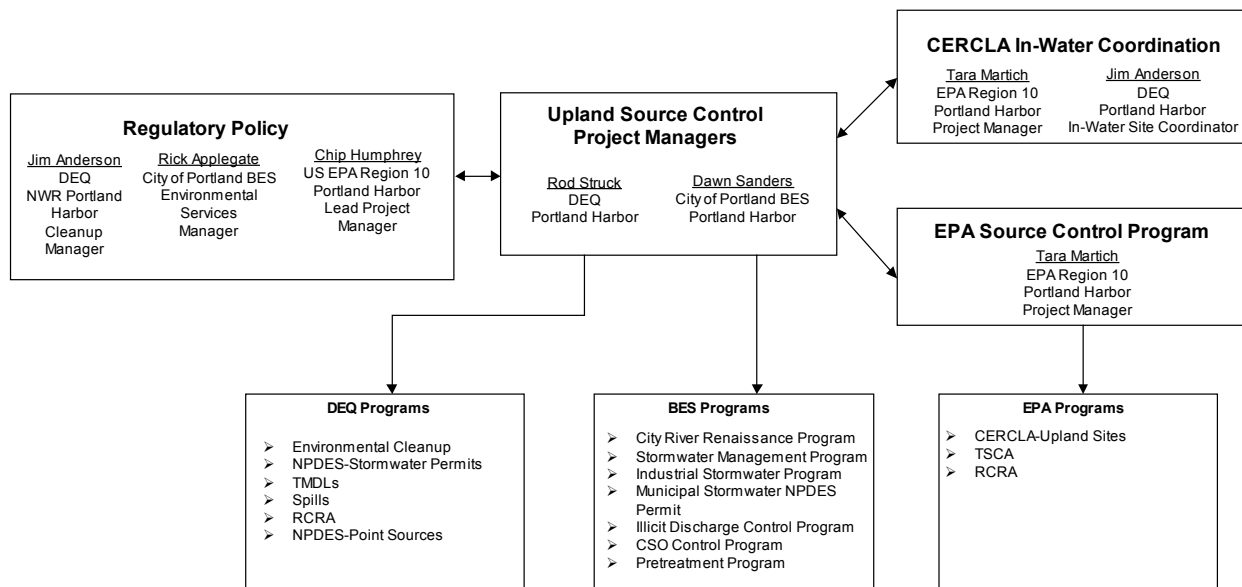 CERCLA In-Water Coordination
Tara Martich
EPA Region 10
Portland Harbor
Project Manager
Jim Anderson
DEQ
Portland Harbor
In-Water Site Coordinator
Regulatory Policy
Jim Anderson
DEQ
NWR Portland
Harbor
Cleanup
Manager
Rick Applegate
City of Portland BES
Environmental
Services
Manager
Chip Humphrey
US EPA Region 10
Portland Harbor
Lead Project
Manager
Upland Source Control
Project Managers
Rod Struck
DEQ
Portland Harbor
Dawn Sanders
City of Portland BES
Portland Harbor
EPA Source Control Program
Tara Martich
EPA Region 10
Portland Harbor
Project Manager
DEQ Programs
➢ Environmental Cleanup
➢ NPDES-Stormwater Permits
➢ TMDLs
➢ Spills
➢ RCRA
➢ NPDES-Point Sources
BES Programs
➢ City River Renaissance Program
➢ Stormwater Management Program
➢ Industrial Stormwater Program
➢ Municipal Stormwater NPDES
Permit
➢ Illicit Discharge Control Program
➢ CSO Control Program
➢ Pretreatment Program
EPA Programs
➢ CERCLA-Upland Sites
➢ TSCA
➢ RCRA